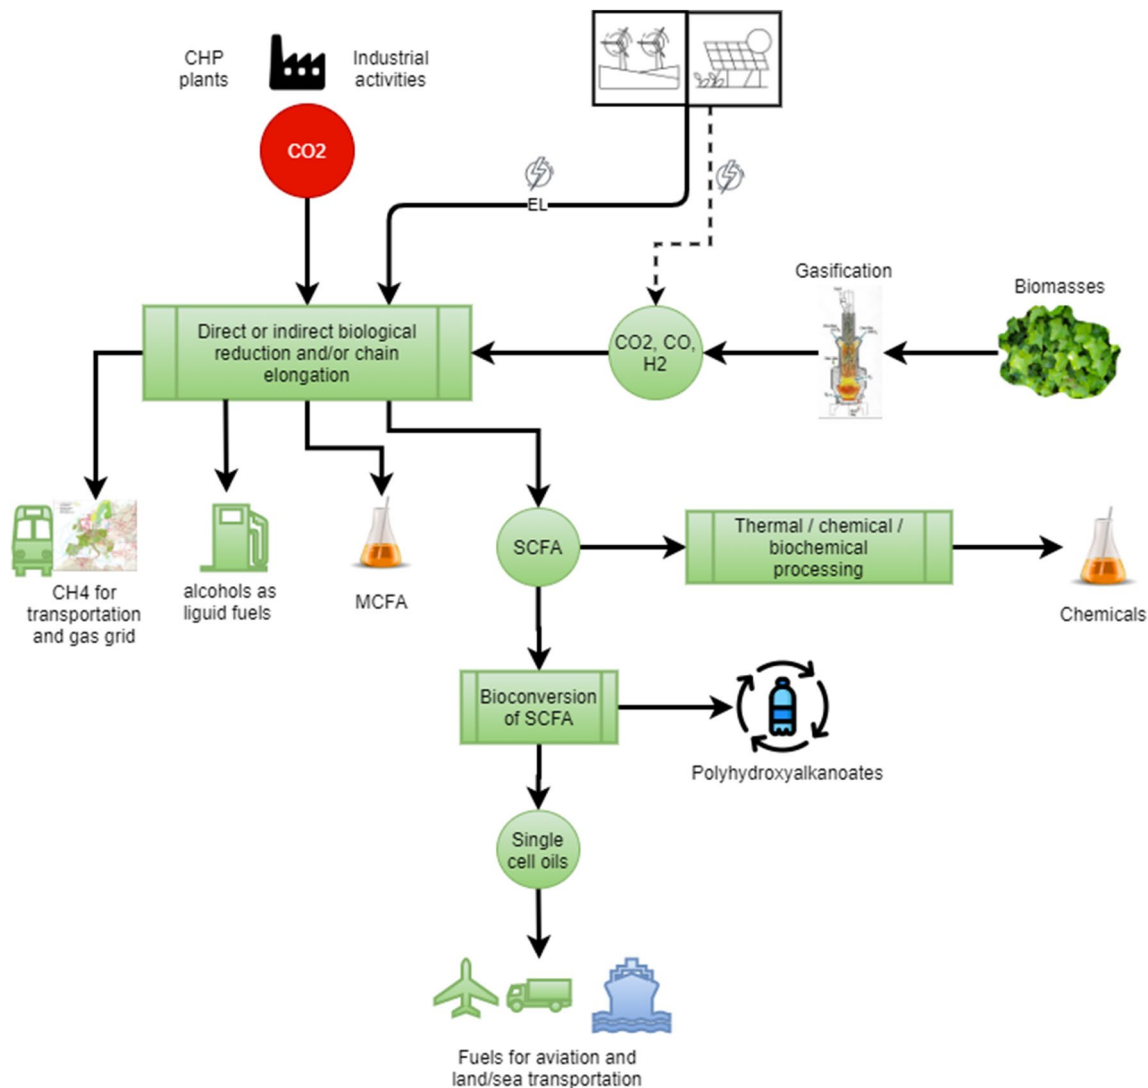 CHP
plants
Industrial
activities
CO2
EL
Gasification
Biomasses
Direct or indirect biological
reduction and/or chain
elongation
CO2, CO,
H2
SCFA
Thermal / chemical /
biochemical
processing
CH4 for
transportation
and gas grid
alcohols as
liguid fuels
MCFA
Chemicals
Bioconversion
of SCFA
Polyhydroxyalkanoates
Single
cell oils
Fuels for aviation and
land/sea transportation